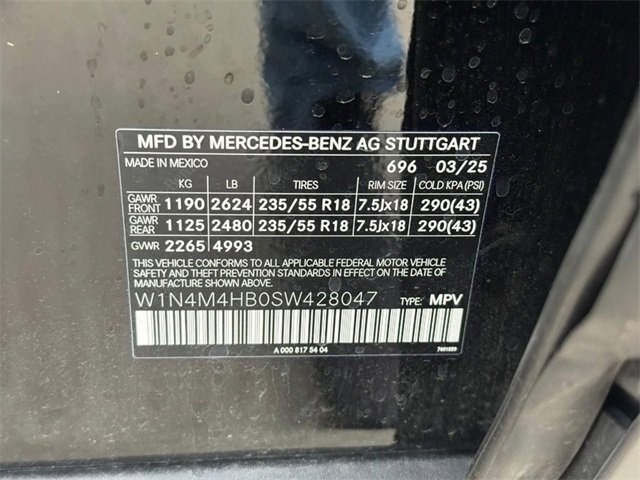 MFD BY MERCEDES-BENZ AG STUTTGART
MADE IN MEXICO 696 03/25
KG LB TIRES RIM SIZE COLD KPA (PSI)
GAWR FRONT 1190 2624 235/55 R18 7.5Jx18 290(43)
GAWR REAR 1125 2480 235/55 R18 7.5Jx18 290(43)
GVWR 2265 4993
THIS VEHICLE CONFORMS TO ALL APPLICABLE FEDERAL MOTOR VEHICLE
SAFETY AND THEFT PREVENTION STANDARDS IN EFFECT ON THE DATE OF
MANUFACTURE SHOWN ABOVE.
W1N4M4HB0SW428047 TYPE: MPV
A 000 817 54 04